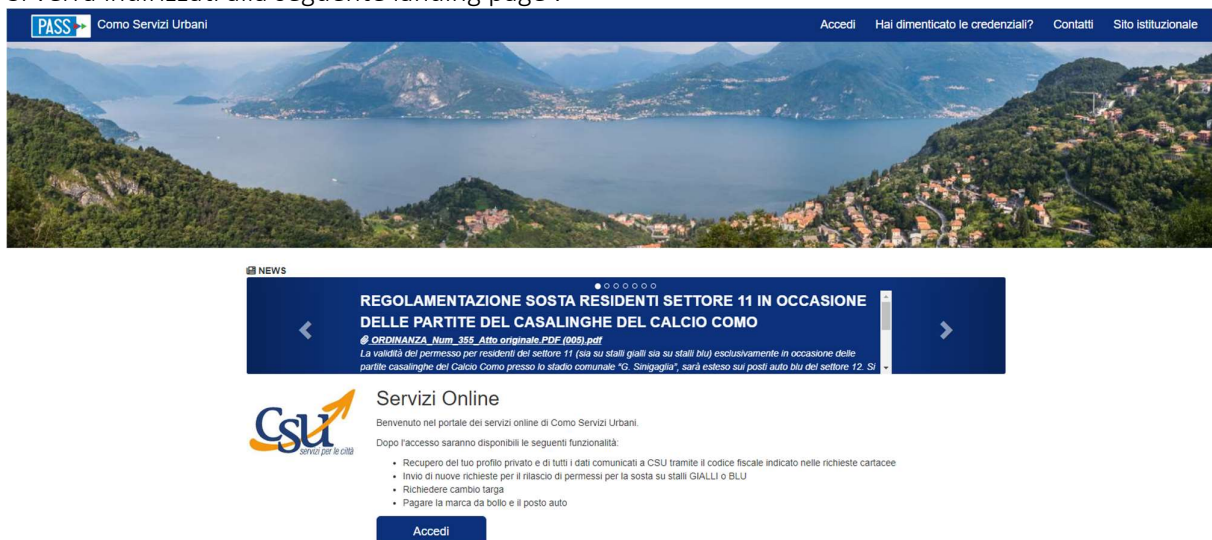 PASS Como Servizi Urbani Accedi Hai dimenticato le credenziali? Contatti Sito istituzionale
NEWS
REGOLAMENTAZIONE SOSTA RESIDENTI SETTORE 11 IN OCCASIONE
DELLE PARTITE DEL CASALINGHE DEL CALCIO COMO
ORDINANZA_Num_355_Atto originale.PDF (005).pdf
La validità del permesso per residenti del settore 11 (sia su stalli gialli sia su stalli blu) esclusivamente in occasione delle
partite casalinghe del Calcio Como presso lo stadio comunale "G. Sinigaglia", sarà esteso sui posti auto blu del settore 12. Si
Csu
servizi per le città
Servizi Online
Benvenuto nel portale dei servizi online di Como Servizi Urbani.
Dopo l'accesso saranno disponibili le seguenti funzionalità:
• Recupero del tuo profilo privato e di tutti i dati comunicati a CSU tramite il codice fiscale indicato nelle richieste cartacee
• Invio di nuove richieste per il rilascio di permessi per la sosta su stalli GIALLI o BLU
• Richiedere cambio targa
• Pagare la marca da bollo e il posto auto
Accedi